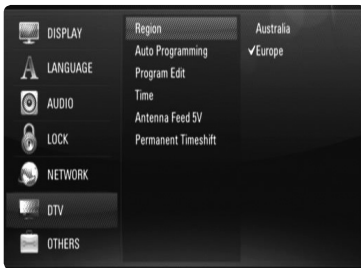 DISPLAY
LANGUAGE
AUDIO
LOCK
NETWORK
DTV
OTHERS
Region
Auto Programming
Program Edit
Time
Antenna Feed 5V
Permanent Timeshift
Australia
✓Europe